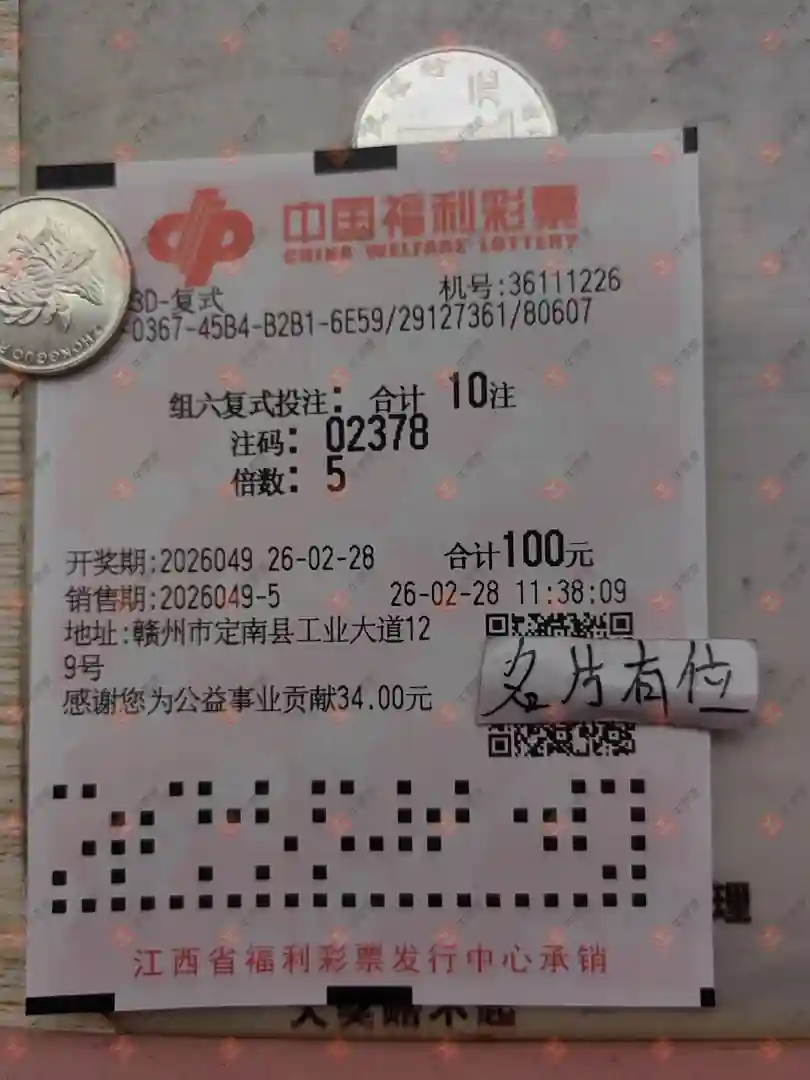 元
中国福利彩票
CHINA WELFARE LOTTERY
3D-复式 机号:36111226
0367-45B4-B2B1-6E59/29127361/80607
组六复式投注: 合计 10注
注码: 02378
倍数: 5
开奖期:2026049 26-02-28 合计100元
销售期:2026049-5 26-02-28 11:38:09
地址:赣州市定南县工业大道12
9号
感谢您为公益事业贡献34.00元
名片有位
江西省福利彩票发行中心承销
理